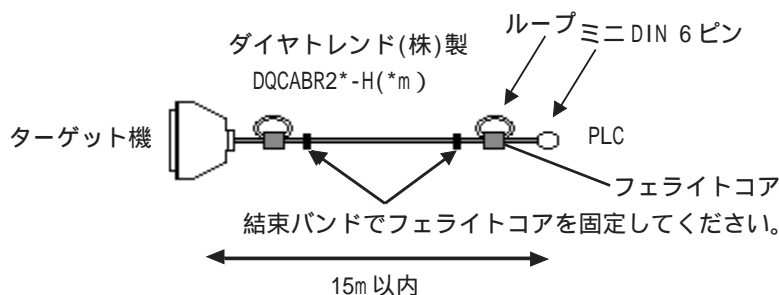 ダイヤトレンド(株)製
DQCABR2*-H(*m)
ループ
ミニDIN 6ピン
ターゲット機
PLC
フェライトコア
結束バンドでフェライトコアを固定してください。
15m以内